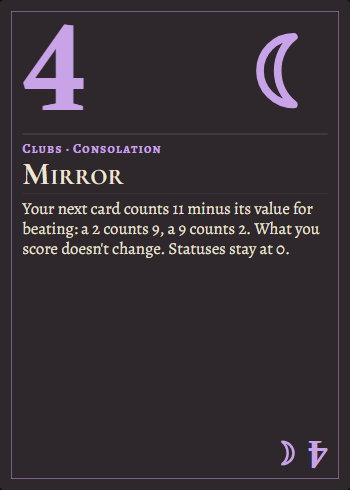 4
Clubs · Consolation
Mirror
Your next card counts 11 minus its value for
beating: a 2 counts 9, a 9 counts 2. What you
score doesn't change. Statuses stay at 0.
4